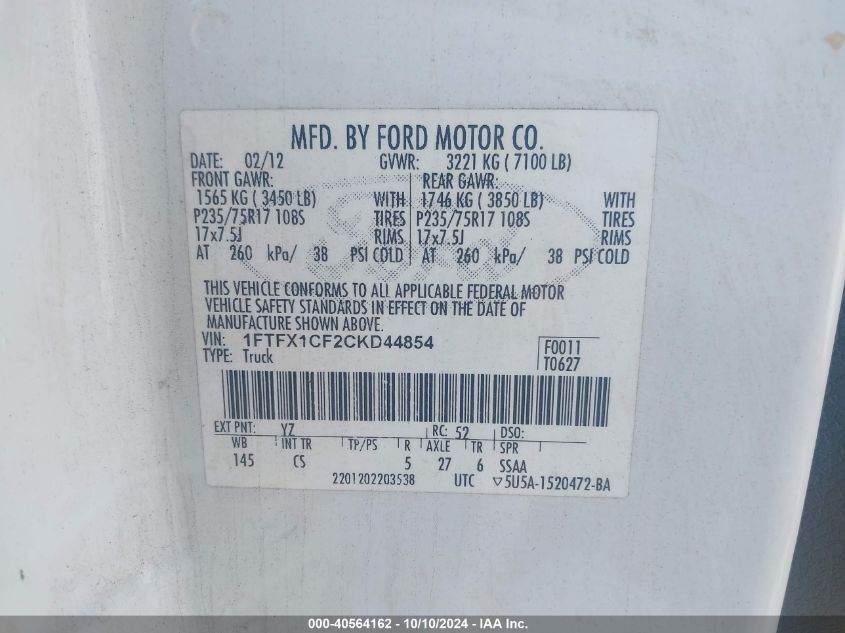 MFD. BY FORD MOTOR CO.
DATE: 02/12 GVWR: 3221 KG ( 7100 LB)
FRONT GAWR: REAR GAWR:
1565 KG ( 3450 LB) WITH 1746 KG ( 3850 LB) WITH
P235/75R17 108S TIRES P235/75R17 108S TIRES
17x7.5J RIMS 17x7.5J RIMS
AT 260 kPa/ 38 PSI COLD AT 260 kPa/ 38 PSI COLD
THIS VEHICLE CONFORMS TO ALL APPLICABLE FEDERAL MOTOR
VEHICLE SAFETY STANDARDS IN EFFECT ON THE DATE OF
MANUFACTURE SHOWN ABOVE.
VIN: 1FTFX1CF2CKD44854
TYPE: Truck
F0011
T0627
EXT PNT: YZ RC: 52 DSO:
WB INT TR TP/PS R AXLE TR SPR
145 CS 5 27 6 SSAA
2201202203538 UTC ▽5U5A-1520472-BA
000-40564162 - 10/10/2024 - IAA Inc.